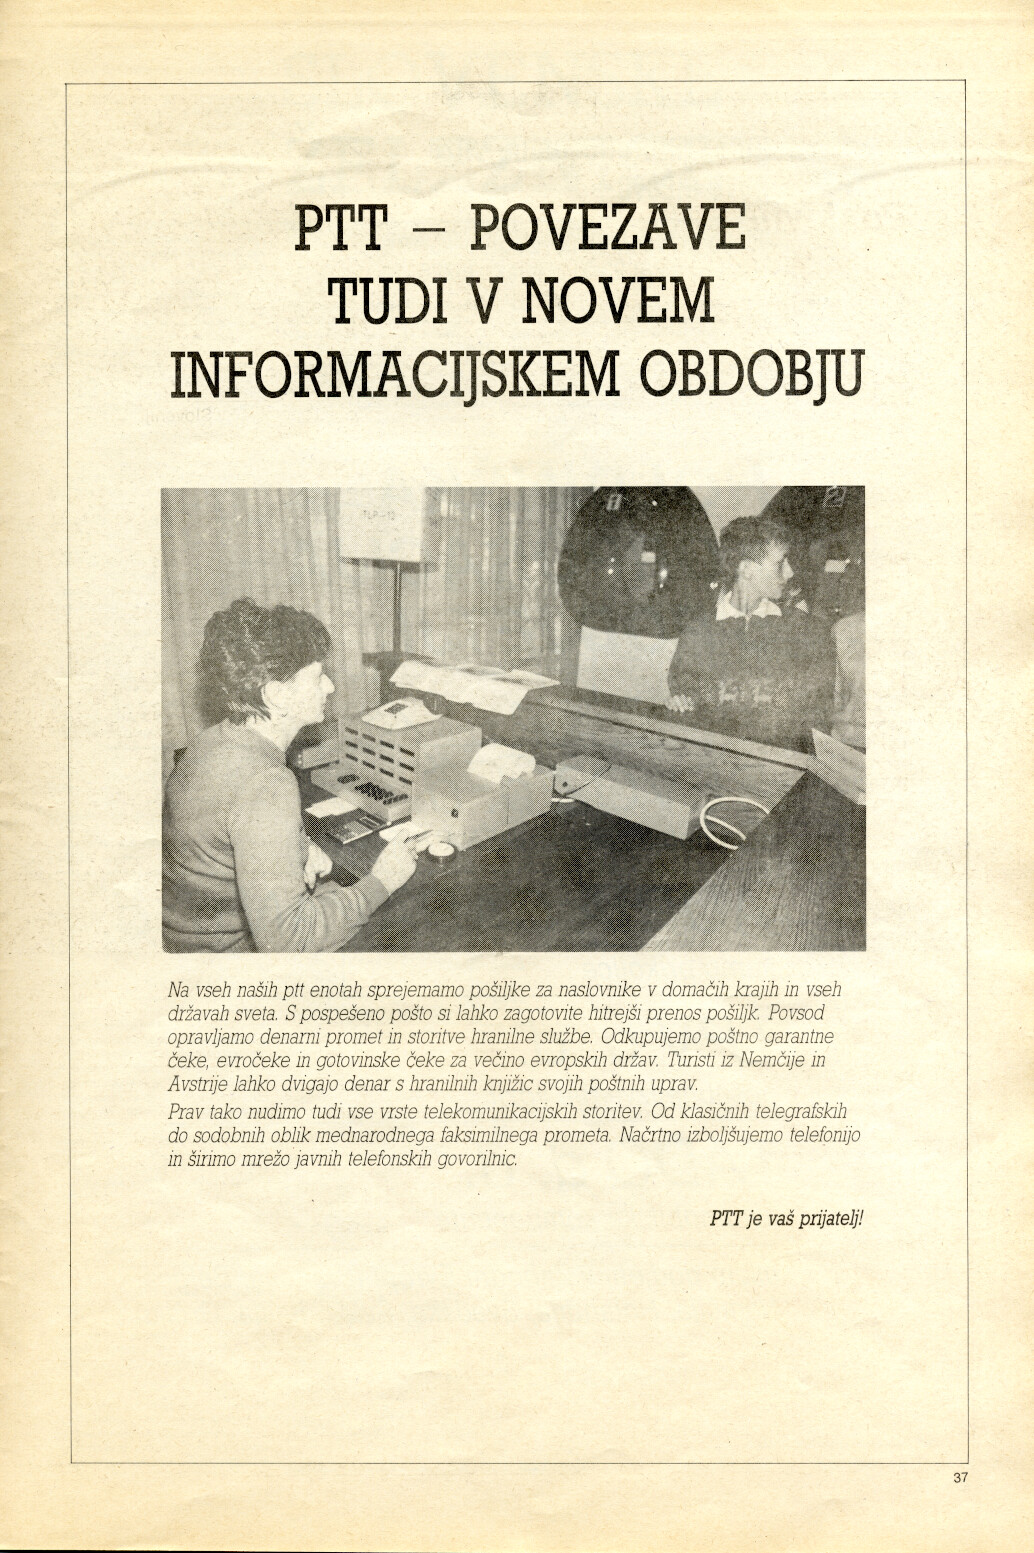 PTT – POVEZAVE
TUDI V NOVEM
INFORMACIJSKEM OBDOBJU
1
2
Na vseh naših ptt enotah sprejemamo pošiljke za naslovnike v domačih krajih in vseh
državah sveta. S pospešeno pošto si lahko zagotovite hitrejši prenos pošiljk. Povsod
opravljamo denarni promet in storitve hranilne službe. Odkupujemo poštno garantne
čeke, evročeke in gotovinske čeke za večino evropskih držav. Turisti iz Nemčije in
Avstrije lahko dvigajo denar s hranilnih knjižic svojih poštnih uprav.
Prav tako nudimo tudi vse vrste telekomunikacijskih storitev. Od klasičnih telegrafskih
do sodobnih oblik mednarodnega faksimilnega prometa. Načrtno izboljšujemo telefonijo
in širimo mrežo javnih telefonskih govorilnic.
PTT je vaš prijatelj!
37